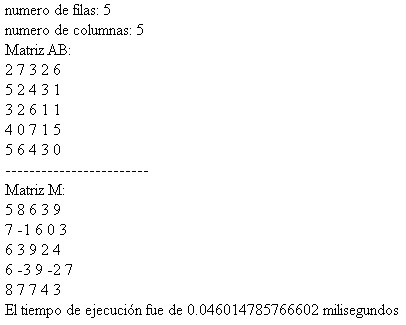 numero de filas: 5
numero de columnas: 5
Matriz AB:
2 7 3 2 6
5 2 4 3 1
3 2 6 1 1
4 0 7 1 5
5 6 4 3 0
------------------------
Matriz M:
5 8 6 3 9
7 -1 6 0 3
6 3 9 2 4
6 -3 9 -2 7
8 7 7 4 3
El tiempo de ejecución fue de 0.046014785766602 milisegundos